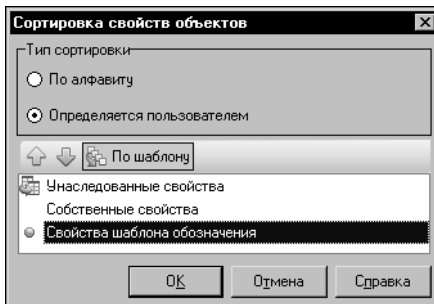 Сортировка свойств объектов
Тип сортировки
По алфавиту
Определяется пользователем
По шаблону
Унаследованные свойства
Собственные свойства
Свойства шаблона обозначения
OK
Отмена
Справка